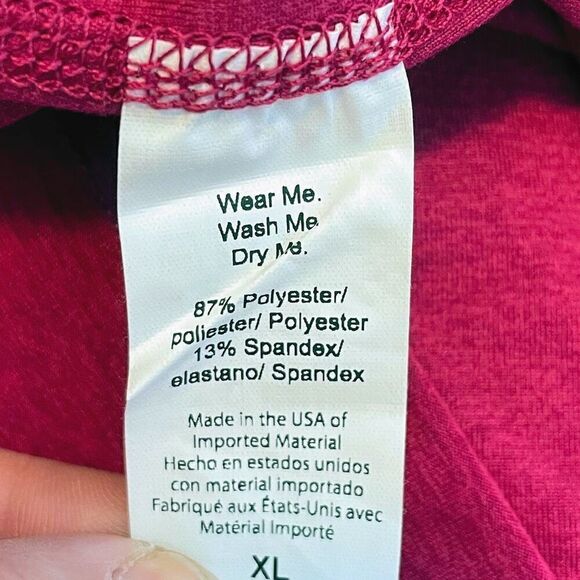 Wear Me.
Wash Me
Dry Me.
87% Polyester/
poliester/ Polyester
13% Spandex/
elastano/ Spandex
Made in the USA of
Imported Material
Hecho en estados unidos
con material importado
Fabriqué aux États-Unis avec
Matérial Importé
XL